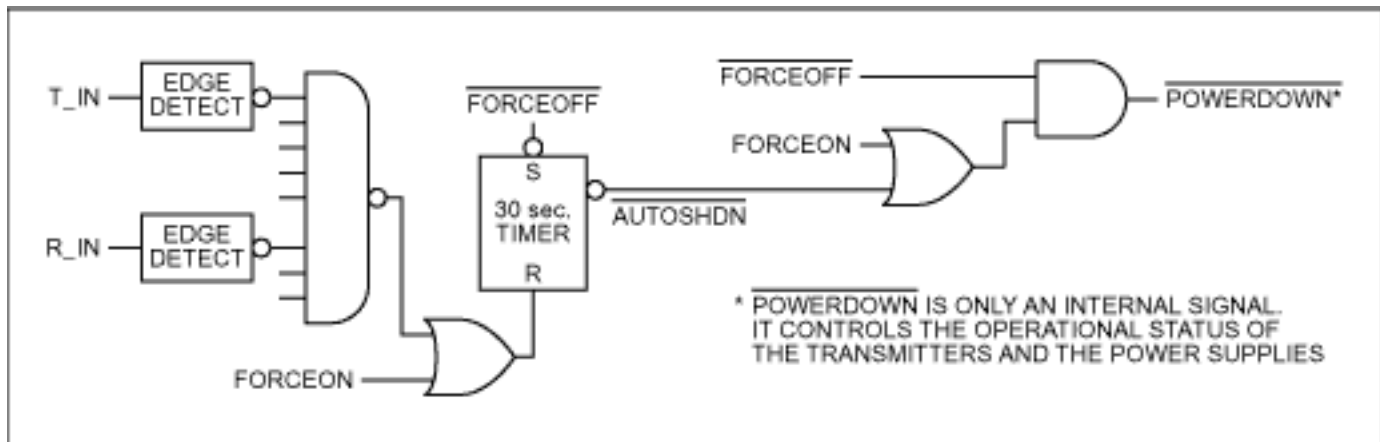 T_IN
EDGE
DETECT
R_IN
EDGE
DETECT
FORCEON
FORCEOFF
S
30 sec.
TIMER
R
AUTOSHDN
FORCEOFF
FORCEON
POWERDOWN*
* POWERDOWN IS ONLY AN INTERNAL SIGNAL.
IT CONTROLS THE OPERATIONAL STATUS OF
THE TRANSMITTERS AND THE POWER SUPPLIES